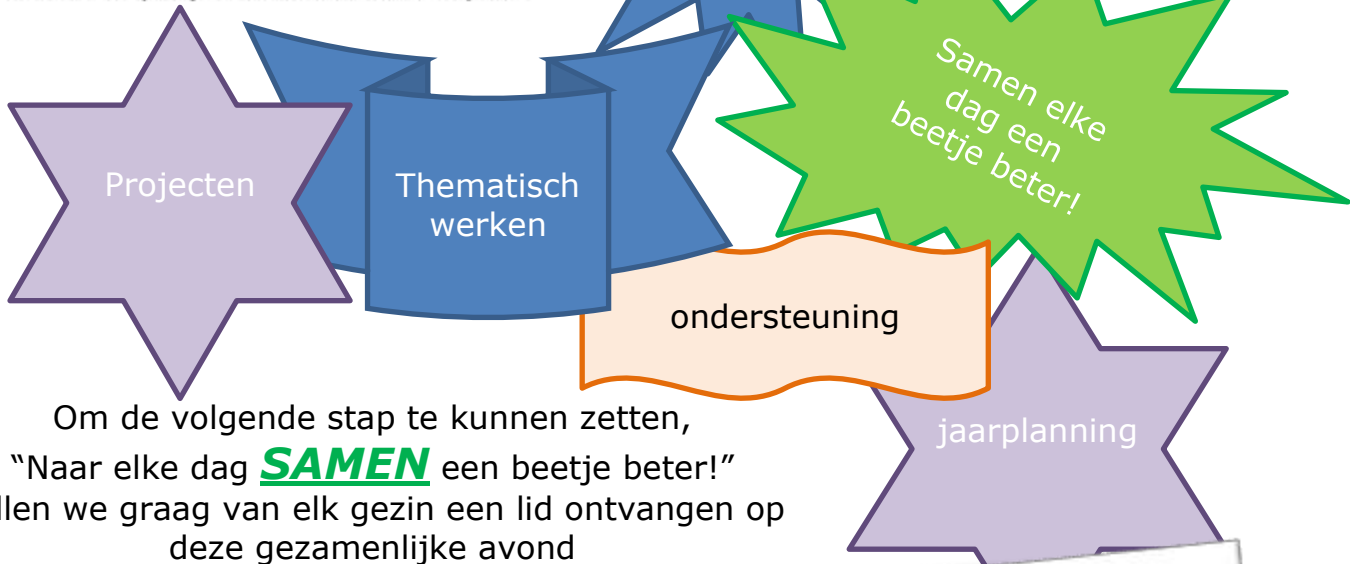 Samen elke
dag een
beetje beter!
Projecten
Thematisch
werken
ondersteuning
jaarplanning
Om de volgende stap te kunnen zetten,
“Naar elke dag SAMEN een beetje beter!”
we graag van elk gezin een lid ontvangen op
deze gezamenlijke avond